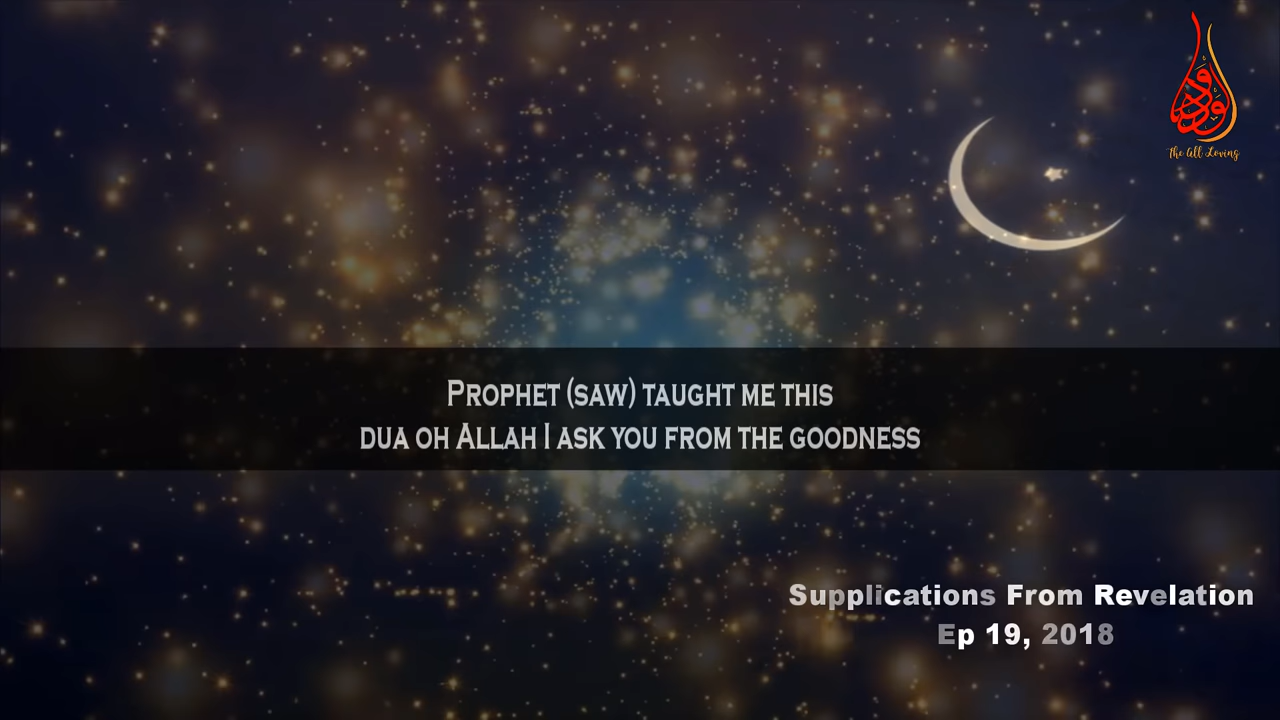 الودود
The All Loving
Prophet (saw) taught me this
dua oh Allah I ask you from the goodness
Supplications From Revelation
Ep 19, 2018